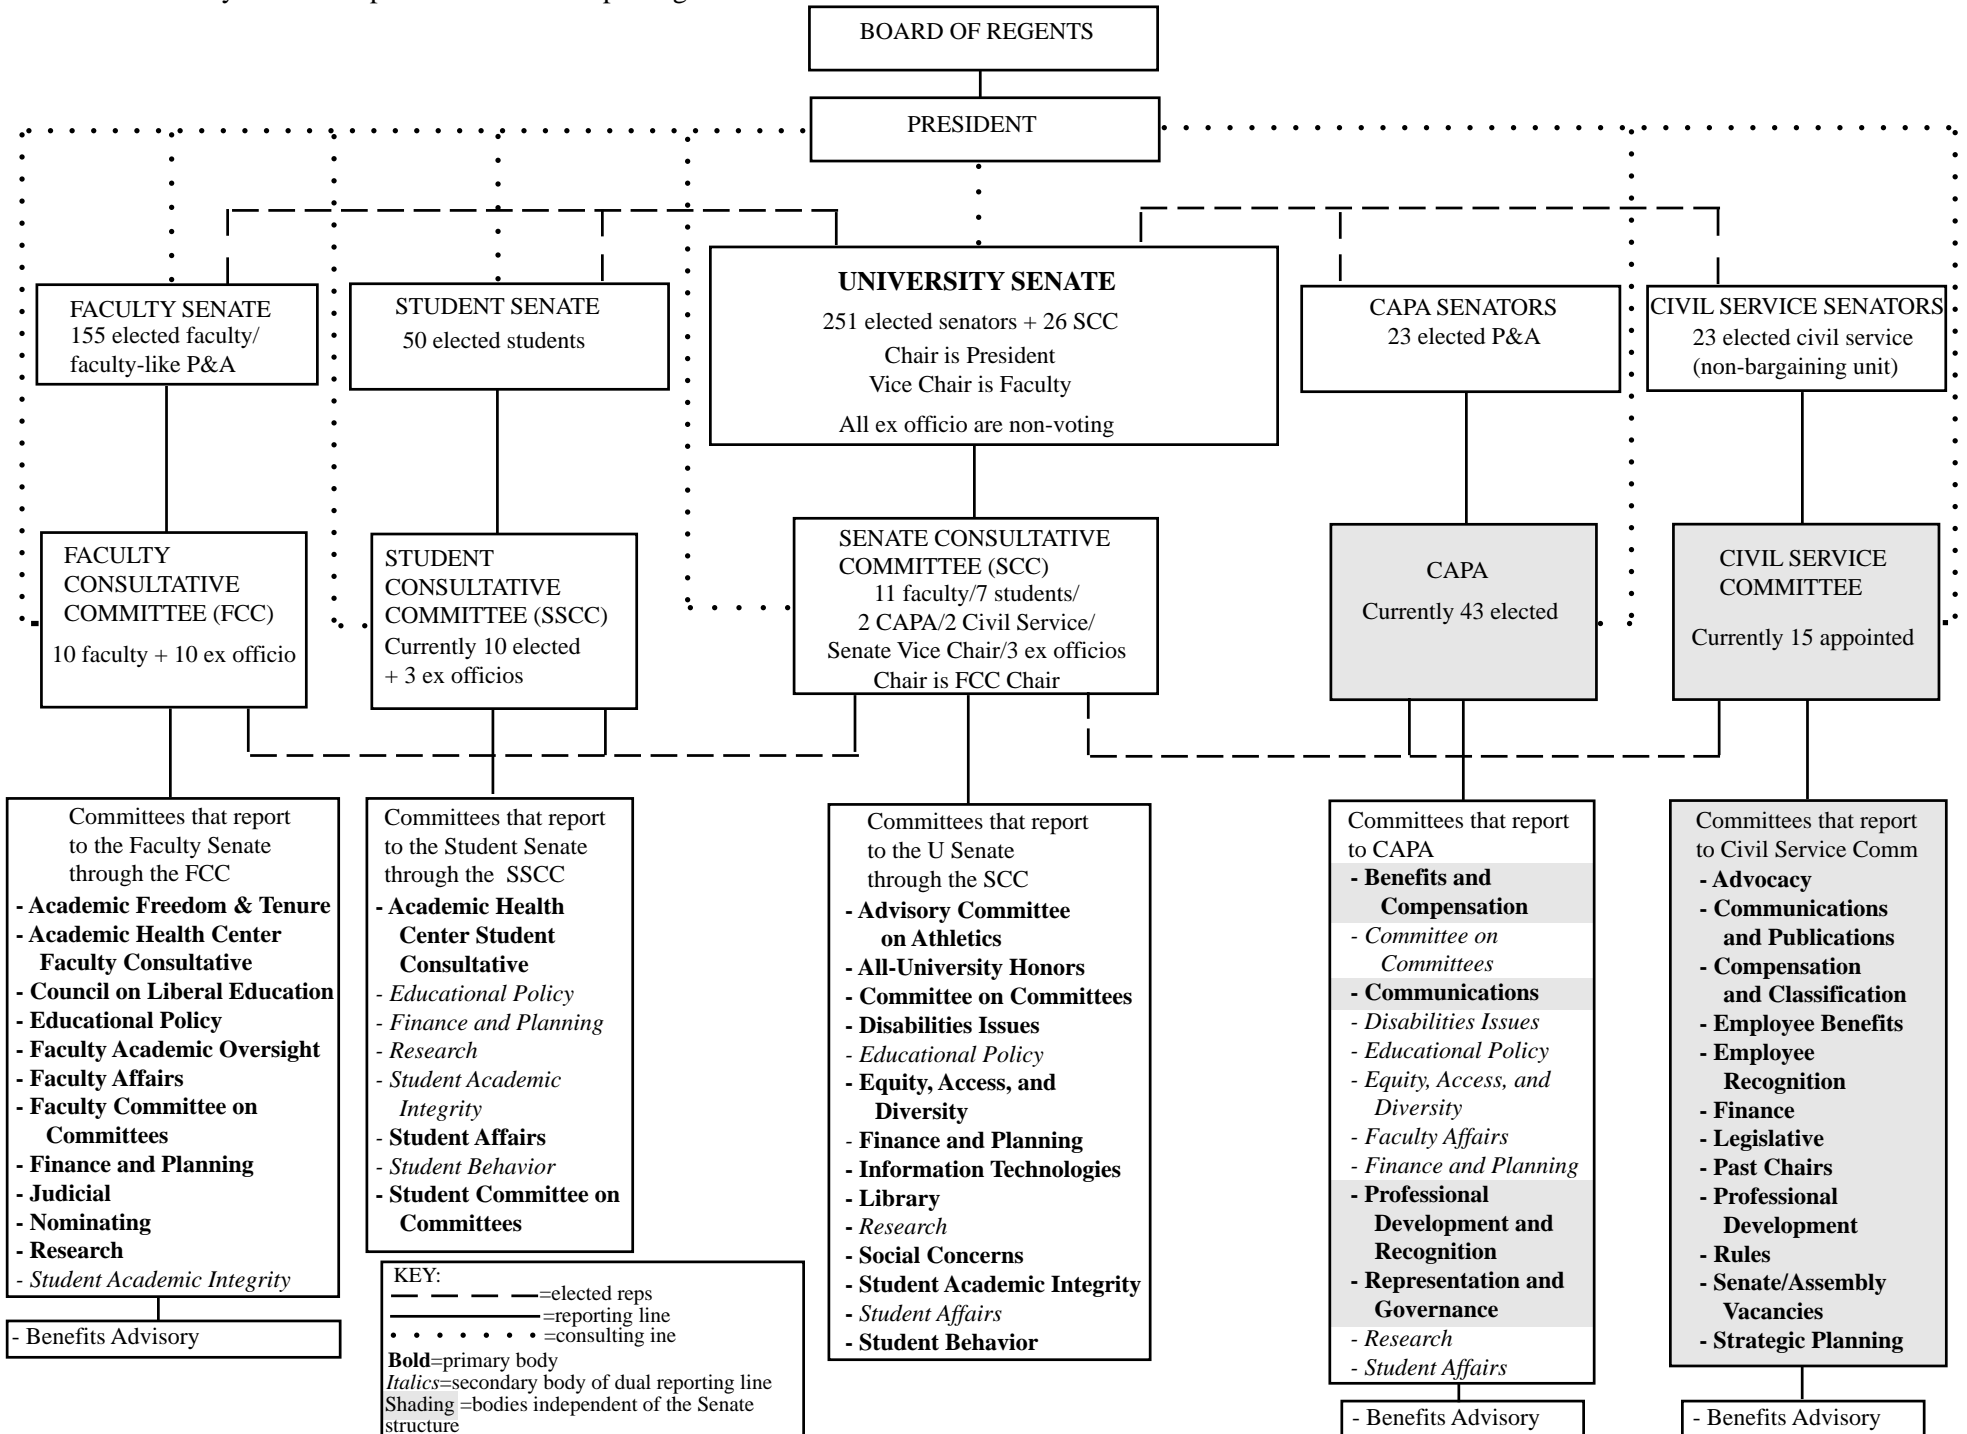 BOARD OF REGENTS
PRESIDENT
UNIVERSITY SENATE
251 elected senators + 26 SCC
Chair is President
Vice Chair is Faculty
All ex officio are non-voting
FACULTY SENATE
155 elected faculty/
faculty-like P&A
STUDENT SENATE
50 elected students
CAPA SENATORS
23 elected P&A
CIVIL SERVICE SENATORS
23 elected civil service
(non-bargaining unit)
FACULTY
CONSULTATIVE
COMMITTEE (FCC)
10 faculty + 10 ex officio
STUDENT
CONSULTATIVE
COMMITTEE (SSCC)
Currently 10 elected
+ 3 ex officios
SENATE CONSULTATIVE
COMMITTEE (SCC)
11 faculty/7 students/
2 CAPA/2 Civil Service/
Senate Vice Chair/3 ex officios
Chair is FCC Chair
CAPA
Currently 43 elected
CIVIL SERVICE
COMMITTEE
Currently 15 appointed
Committees that report
to the Faculty Senate
through the FCC
- Academic Freedom & Tenure
- Academic Health Center
Faculty Consultative
- Council on Liberal Education
- Educational Policy
- Faculty Academic Oversight
- Faculty Affairs
- Faculty Committee on
Committees
- Finance and Planning
- Judicial
- Nominating
- Research
- Student Academic Integrity
- Benefits Advisory
Committees that report
to the Student Senate
through the SSCC
- Academic Health
Center Student
Consultative
- Educational Policy
- Finance and Planning
- Research
- Student Academic
Integrity
- Student Affairs
- Student Behavior
- Student Committee on
Committees
KEY:
=elected reps
=reporting line
=consulting ine
Bold=primary body
Italics=secondary body of dual reporting line
Shading =bodies independent of the Senate
structure
Committees that report
to the U Senate
through the SCC
- Advisory Committee
on Athletics
- All-University Honors
- Committee on Committees
- Disabilities Issues
- Educational Policy
- Equity, Access, and
Diversity
- Finance and Planning
- Information Technologies
- Library
- Research
- Social Concerns
- Student Academic Integrity
- Student Affairs
- Student Behavior
Committees that report
to CAPA
- Benefits and
Compensation
- Committee on
Committees
- Communications
- Disabilities Issues
- Educational Policy
- Equity, Access, and
Diversity
- Faculty Affairs
- Finance and Planning
- Professional
Development and
Recognition
- Representation and
Governance
- Research
- Student Affairs
- Benefits Advisory
Committees that report
to Civil Service Comm
- Advocacy
- Communications
and Publications
- Compensation
and Classification
- Employee Benefits
- Employee
Recognition
- Finance
- Legislative
- Past Chairs
- Professional
Development
- Rules
- Senate/Assembly
Vacancies
- Strategic Planning
- Benefits Advisory